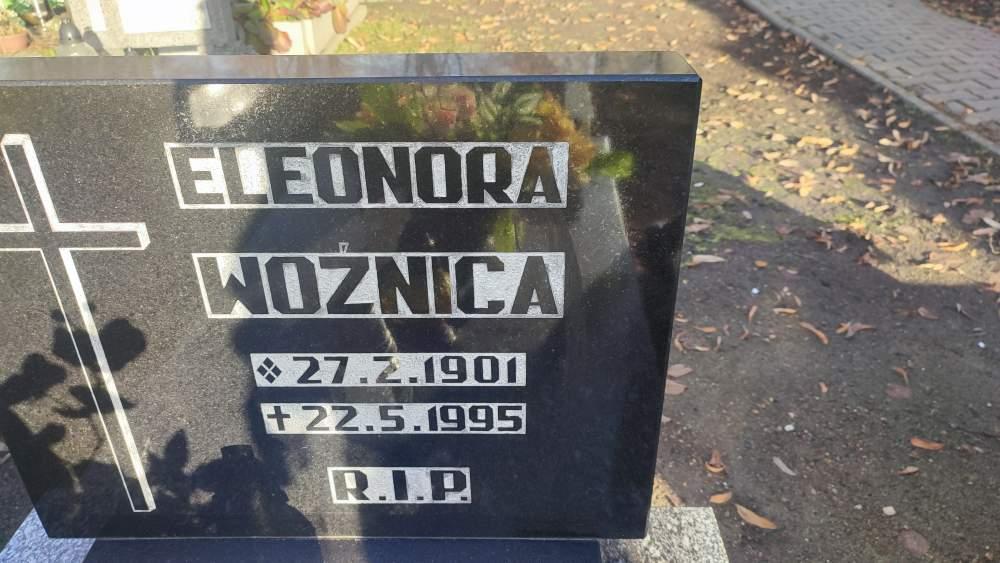 ELEONORA
WOŹNICA
❖ 27.2.1901
✝ 22.5.1995
R.I.P.